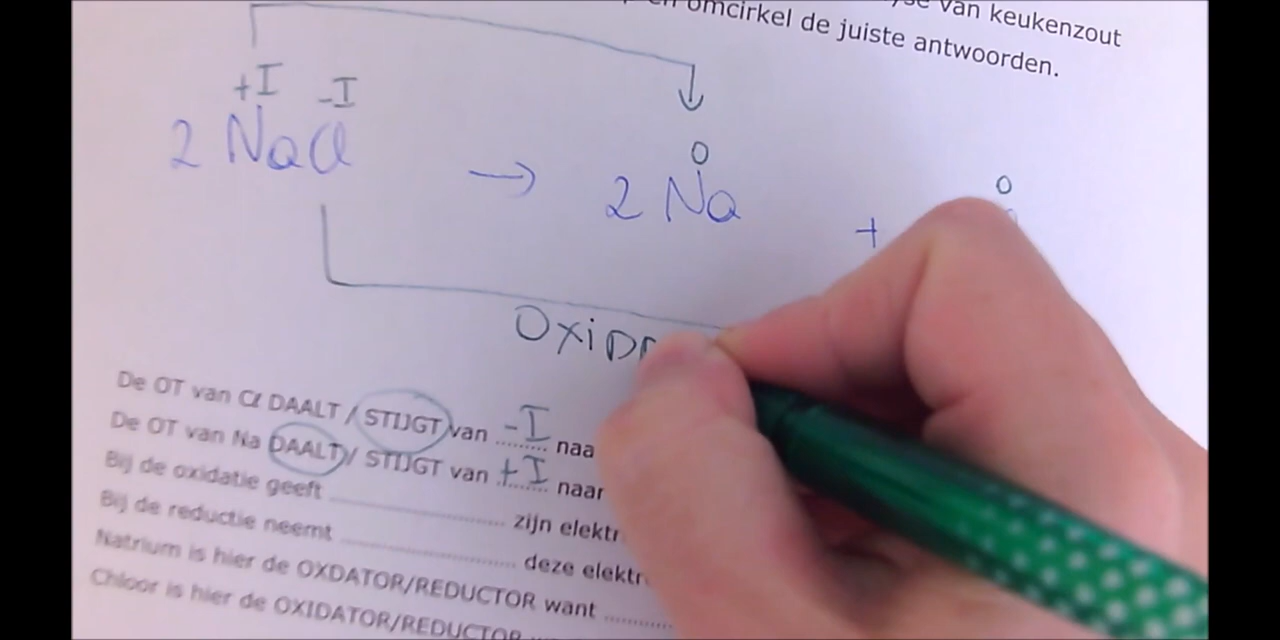 van keukenzout
omcirkel de juiste antwoorden.
+I -I
2 NaCl → 2 Na +
0 0
OXID
De OT van Cl DAALT / STIJGT van -I naa
De OT van Na DAALT / STIJGT van +I naar
Bij de oxidatie geeft ............ zijn elektr
Bij de reductie neemt ............ deze elektr
Natrium is hier de OXDATOR/REDUCTOR want ............
Chloor is hier de OXIDATOR/REDUCTOR